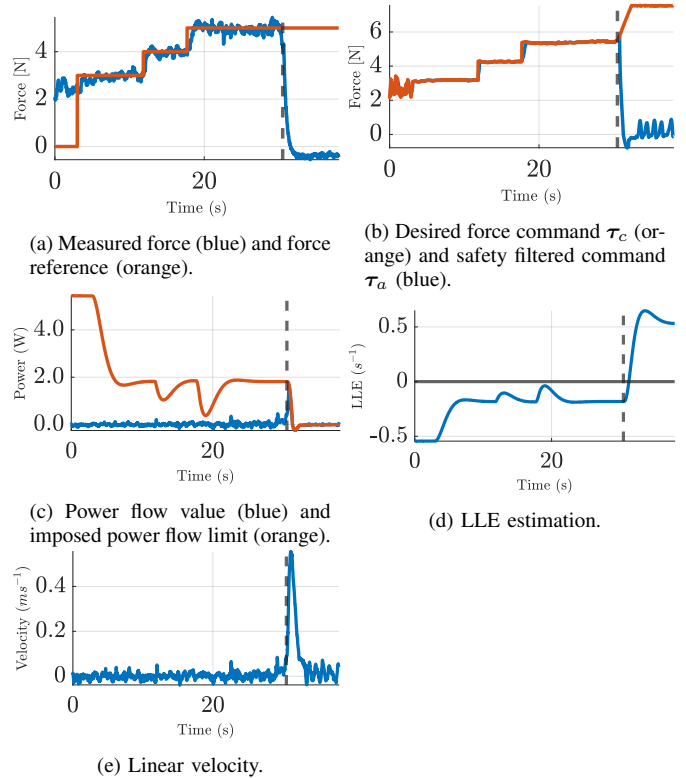 Force [N]
4
2
0
0
20
Time (s)
(a) Measured force (blue) and force
reference (orange).
Force [N]
6
4
2
0
0
20
Time (s)
(b) Desired force command τ_c (or-
ange) and safety filtered command
τ_a (blue).
Power (W)
4.0
2.0
0.0
0
20
Time (s)
(c) Power flow value (blue) and
imposed power flow limit (orange).
LLE (s⁻¹)
0.5
0
-0.5
0
20
Time (s)
(d) LLE estimation.
Velocity (ms⁻¹)
0.4
0.2
0
0
20
Time (s)
(e) Linear velocity.